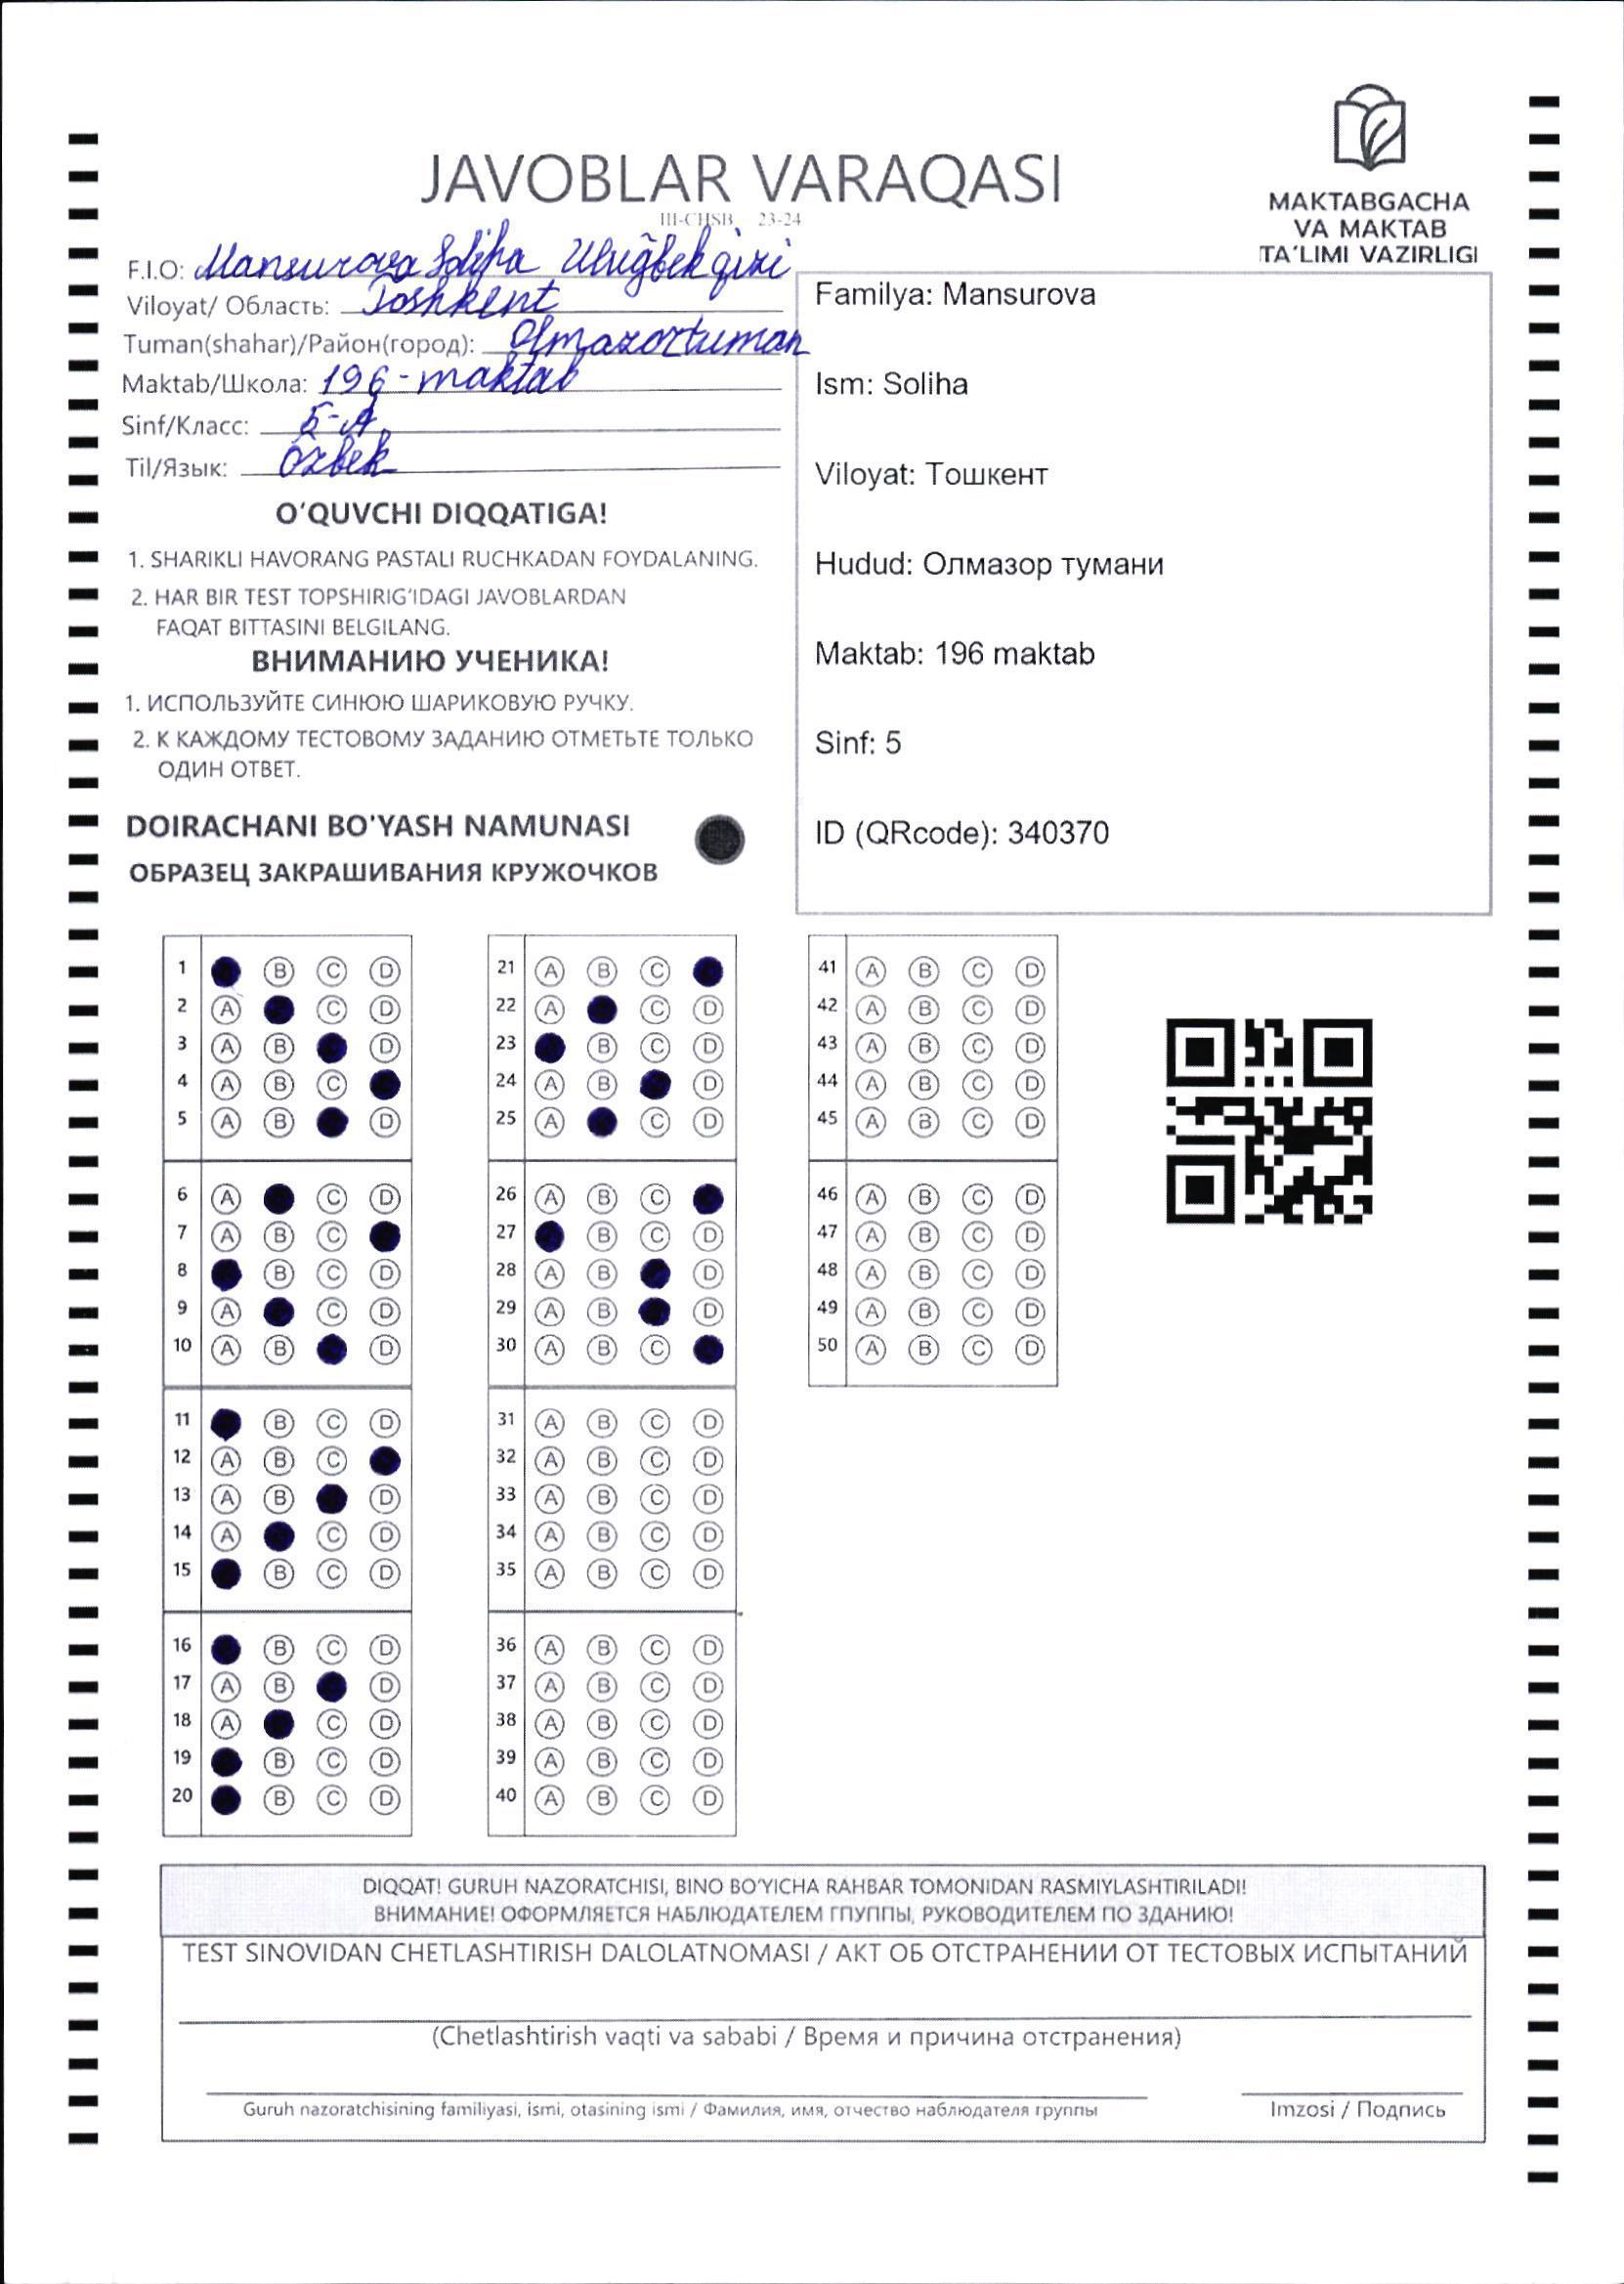 JAVOBLAR VARAQASI
III-CHSB 23-24
MAKTABGACHA
VA MAKTAB
TA'LIMI VAZIRLIGI
F.I.O: Mansurova Soliha Ulug'bek qizi
Viloyat/ Область: Toshkent
Tuman(shahar)/Район(город): Olmazor tuman
Maktab/Школа: 196-maktab
Sinf/Класс: 5-A
Til/Язык: Ozbek
Familya: Mansurova
Ism: Soliha
Viloyat: Тошкент
Hudud: Олмазор тумани
Maktab: 196 maktab
Sinf: 5
ID (QRcode): 340370
O'QUVCHI DIQQATIGA!
1. SHARIKLI HAVORANG PASTALI RUCHKADAN FOYDALANING.
2. HAR BIR TEST TOPSHIRIG'IDAGI JAVOBLARDAN
FAQAT BITTASINI BELGILANG.
ВНИМАНИЮ УЧЕНИКА!
1. ИСПОЛЬЗУЙТЕ СИНЮЮ ШАРИКОВУЮ РУЧКУ.
2. К КАЖДОМУ ТЕСТОВОМУ ЗАДАНИЮ ОТМЕТЬТЕ ТОЛЬКО
ОДИН ОТВЕТ.
DOIRACHANI BO'YASH NAMUNASI
ОБРАЗЕЦ ЗАКРАШИВАНИЯ КРУЖОЧКОВ
1 B C D
2 A C D
3 A B D
4 A B C
5 A B D
6 A C D
7 A B C
8 B C D
9 A C D
10 A B D
11 B C D
12 A B C
13 A B D
14 A C D
15 B C D
16 B C D
17 A B D
18 A C D
19 B C D
20 B C D
21 A B C
22 A C D
23 B C D
24 A B D
25 A C D
26 A B C
27 B C D
28 A B D
29 A B D
30 A B C
31 A B C D
32 A B C D
33 A B C D
34 A B C D
35 A B C D
36 A B C D
37 A B C D
38 A B C D
39 A B C D
40 A B C D
41 A B C D
42 A B C D
43 A B C D
44 A B C D
45 A B C D
46 A B C D
47 A B C D
48 A B C D
49 A B C D
50 A B C D
DIQQAT! GURUH NAZORATCHISI, BINO BO'YICHA RAHBAR TOMONIDAN RASMIYLASHTIRILADI!
ВНИМАНИЕ! ОФОРМЛЯЕТСЯ НАБЛЮДАТЕЛЕМ ГПУППЫ, РУКОВОДИТЕЛЕМ ПО ЗДАНИЮ!
TEST SINOVIDAN CHETLASHTIRISH DALOLATNOMASI / АКТ ОБ ОТСТРАНЕНИИ ОТ ТЕСТОВЫХ ИСПЫТАНИЙ
(Chetlashtirish vaqti va sababi / Время и причина отстранения)
Guruh nazoratchisining familiyasi, ismi, otasining ismi / Фамилия, имя, отчество наблюдателя группы
Imzosi / Подпись